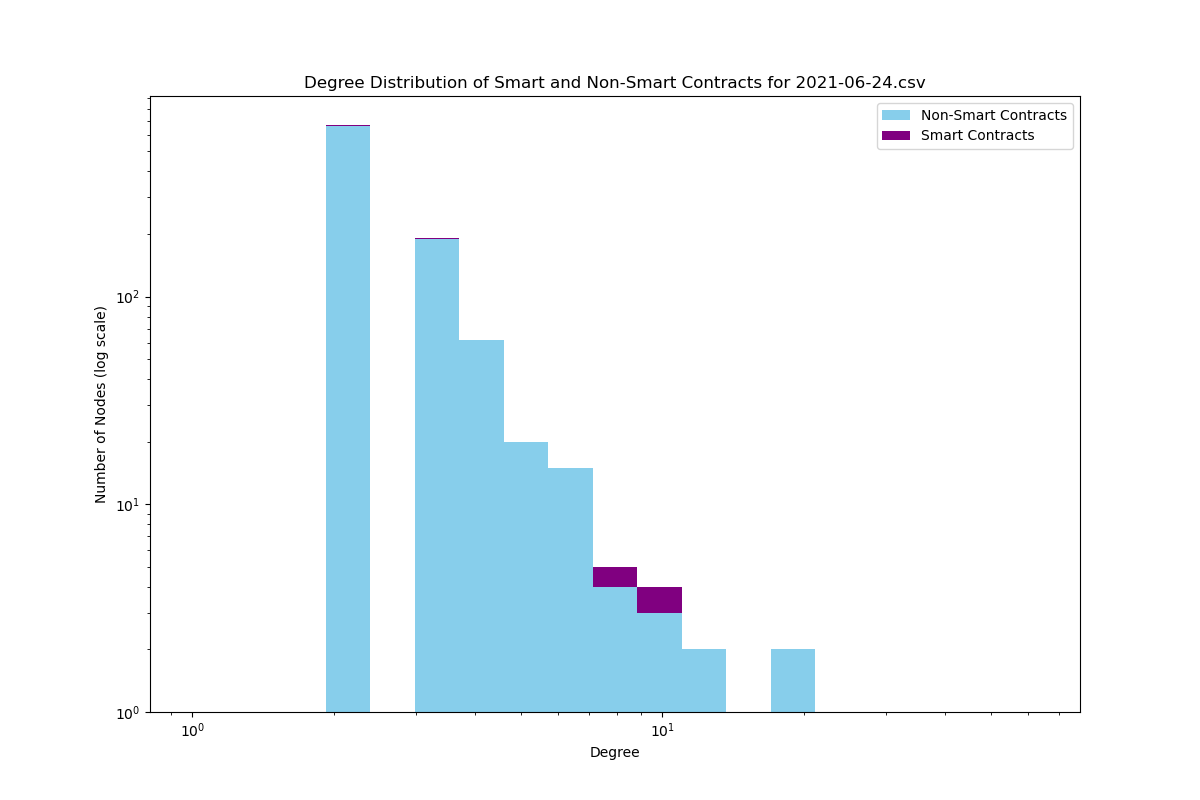 Degree Distribution of Smart and Non-Smart Contracts for 2021-06-24.csv
Non-Smart Contracts
Smart Contracts
Number of Nodes (log scale)
10²
10¹
10⁰
10⁰
10¹
Degree